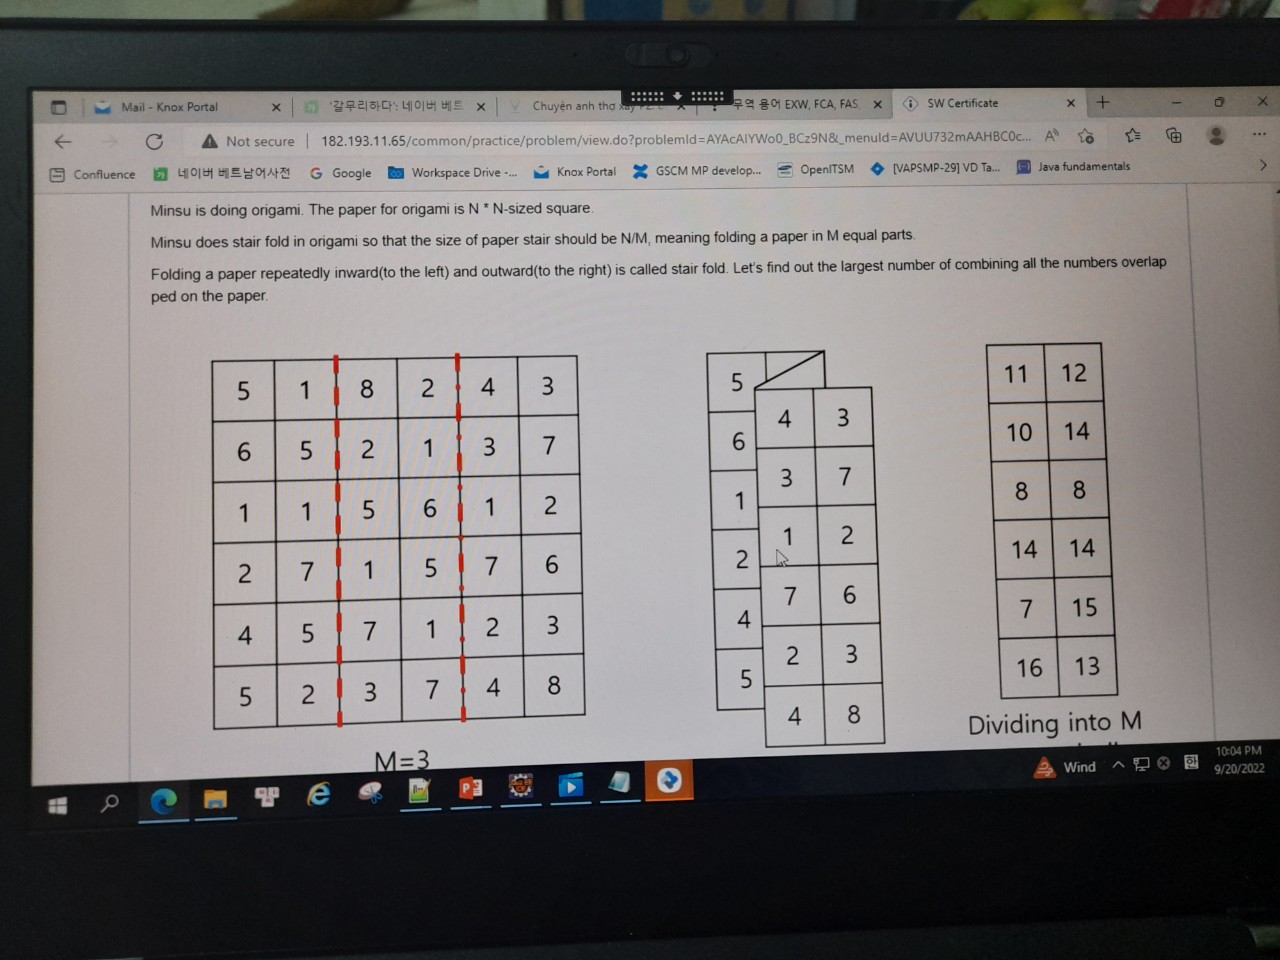 Mail - Knox Portal
'갈무리하다': 네이버 베트
Chuyện anh thợ xây
무역 용어 EXW, FCA, FAS
SW Certificate
Not secure
182.193.11.65/common/practice/problem/view.do?problemId=AYAcAIYWo0_BCz9N&_menuId=AVUU732mAAHBC0c...
Confluence
네이버 베트남어사전
Google
Workspace Drive -...
Knox Portal
GSCM MP develop...
OpenITSM
[VAPSMP-29] VD Ta...
Java fundamentals
Minsu is doing origami. The paper for origami is N * N-sized square.
Minsu does stair fold in origami so that the size of paper stair should be N/M, meaning folding a paper in M equal parts.
Folding a paper repeatedly inward(to the left) and outward(to the right) is called stair fold. Let's find out the largest number of combining all the numbers overlap
ped on the paper.
5 1 8 2 4 3
6 5 2 1 3 7
1 1 5 6 1 2
2 7 1 5 7 6
4 5 7 1 2 3
5 2 3 7 4 8
M=3
5
6
1
2
4
5
4 3
3 7
1 2
7 6
2 3
4 8
11 12
10 14
8 8
14 14
7 15
16 13
Dividing into M
Wind
한
10:04 PM
9/20/2022